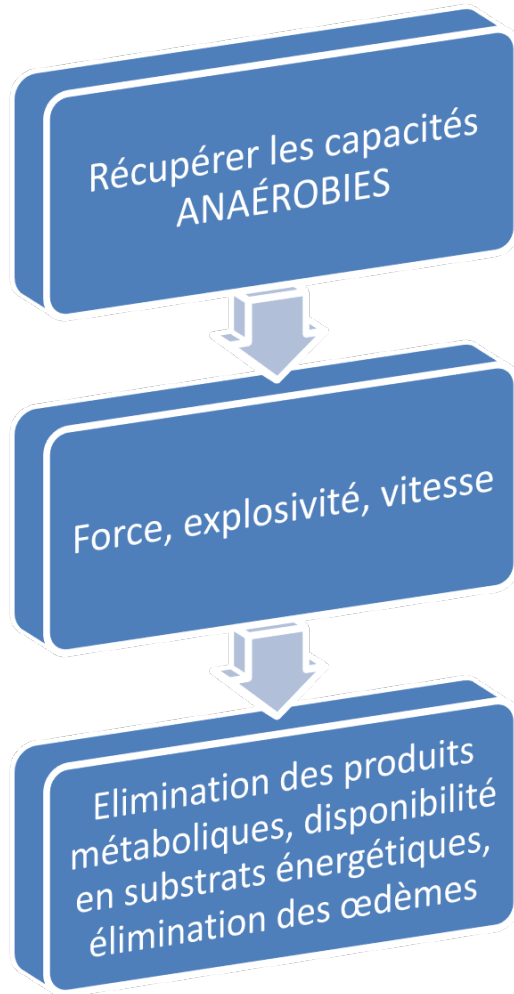 Récupérer les capacités
ANAÉROBIES
Force, explosivité, vitesse
Elimination des produits
métaboliques, disponibilité
en substrats énergétiques,
élimination des œdèmes